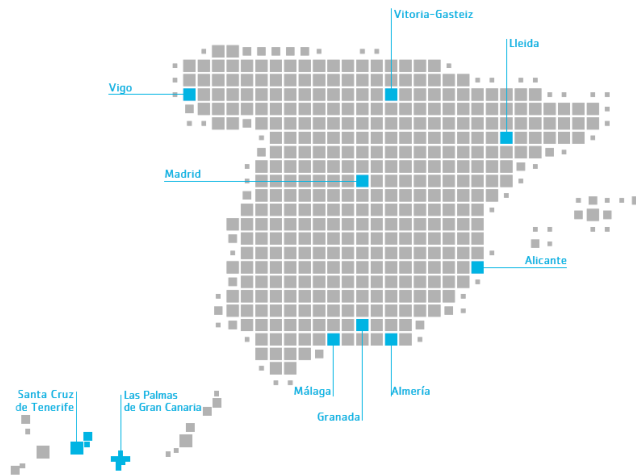 Vitoria-Gasteiz
Lleida
Vigo
Madrid
Alicante
Málaga
Almería
Granada
Santa Cruz
de Tenerife
Las Palmas
de Gran Canaria